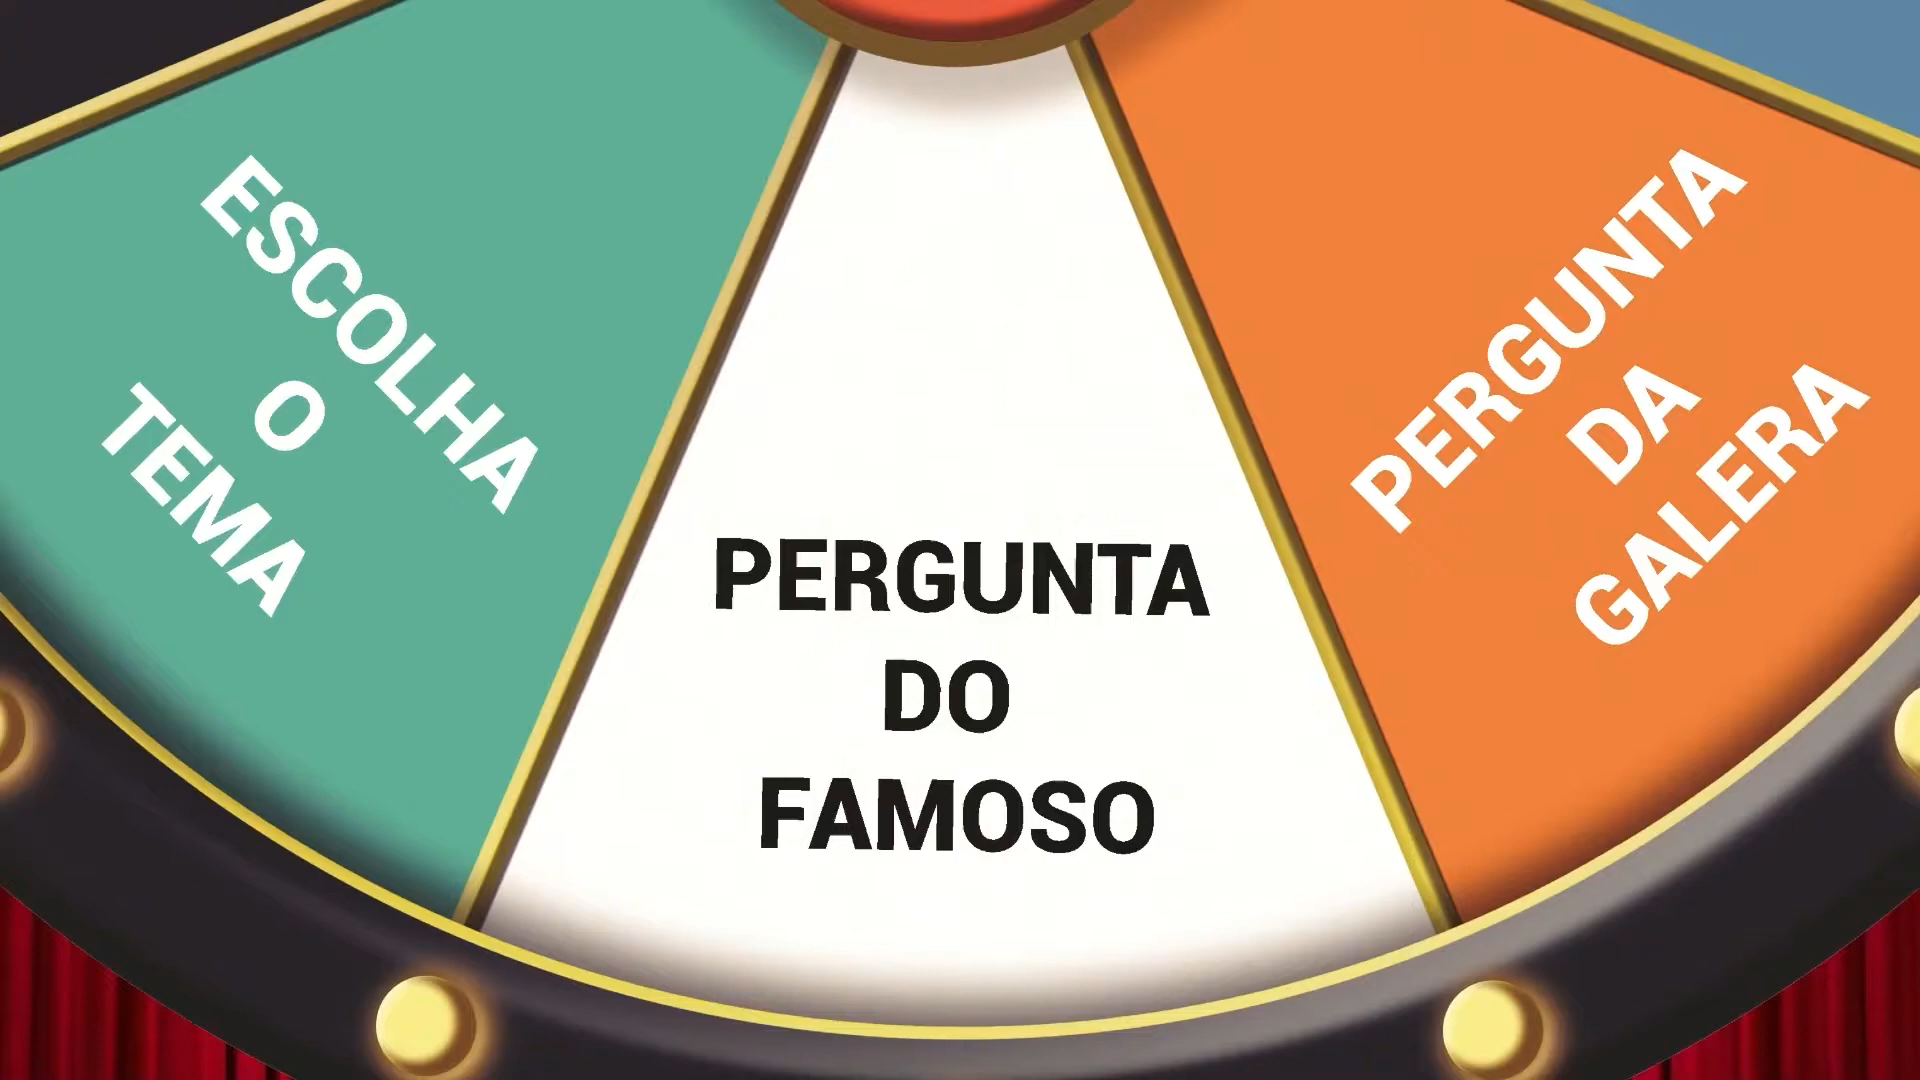 ESCOLHA
O
TEMA
PERGUNTA
DO
FAMOSO
PERGUNTA
DA
GALERA